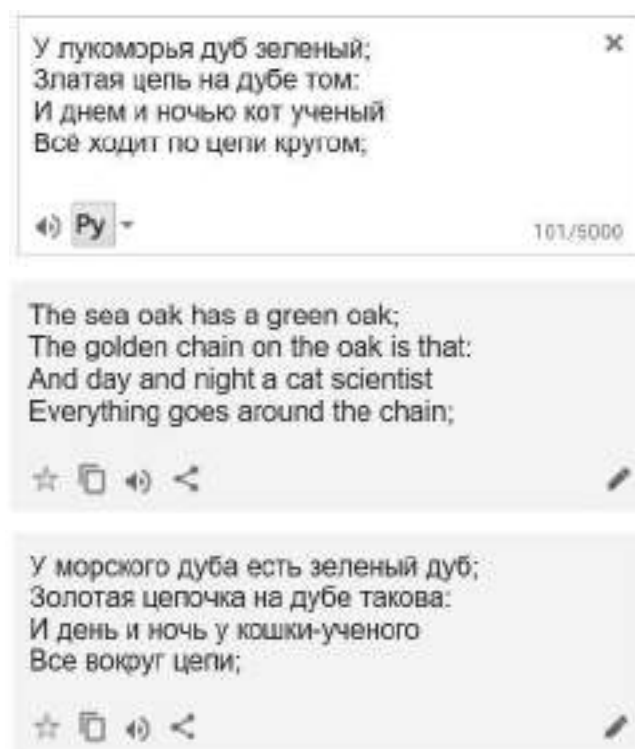 У лукоморья дуб зеленый;
Златая цепь на дубе том:
И днем и ночью кот ученый
Всё ходит по цепи кругом;
Ру
101/5000
The sea oak has a green oak;
The golden chain on the oak is that:
And day and night a cat scientist
Everything goes around the chain;
У морского дуба есть зеленый дуб;
Золотая цепочка на дубе такова:
И день и ночь у кошки-ученого
Все вокруг цепи;